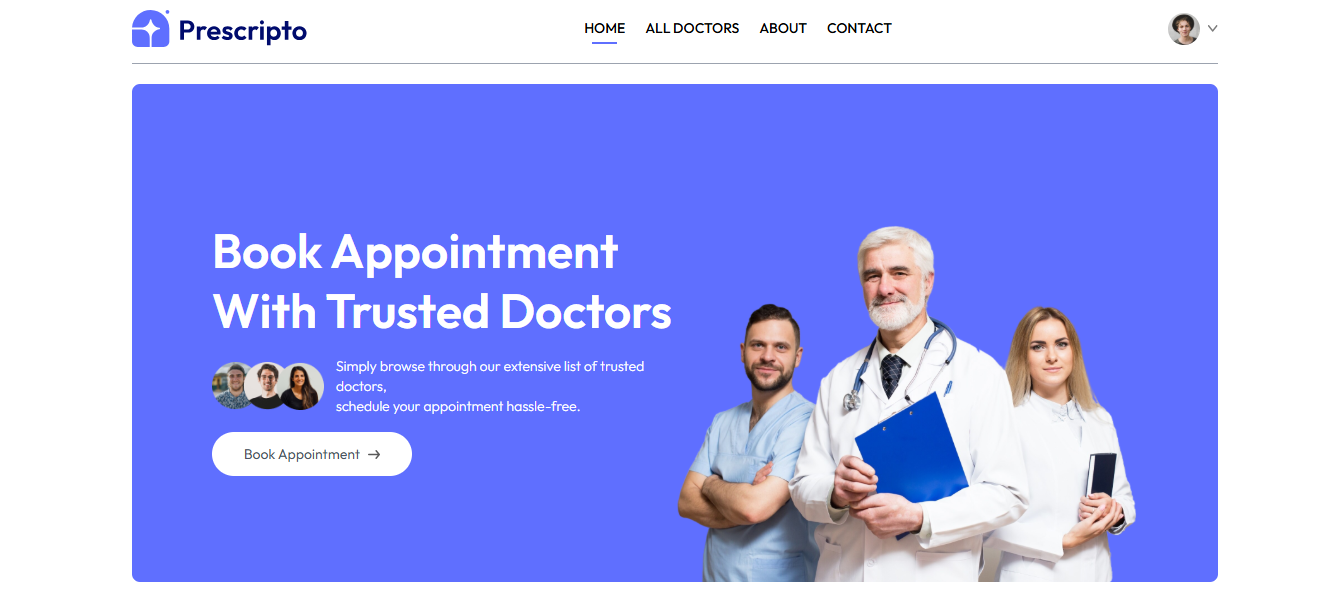 Prescripto
HOME
ALL DOCTORS
ABOUT
CONTACT
Book Appointment
With Trusted Doctors
Simply browse through our extensive list of trusted
doctors,
schedule your appointment hassle-free.
Book Appointment →